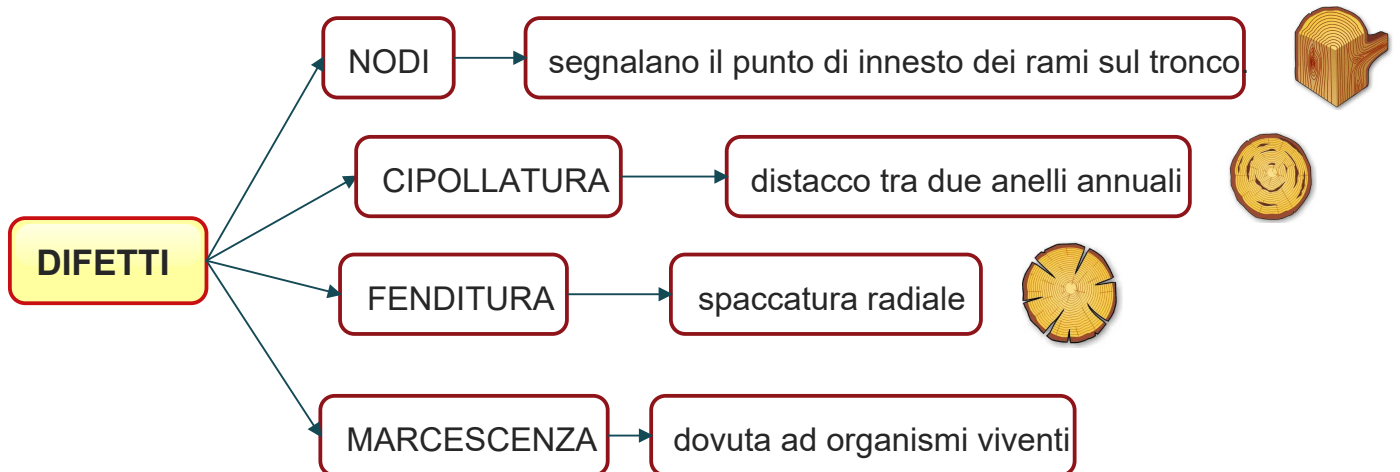 NODI
segnalano il punto di innesto dei rami sul tronco.
CIPOLLATURA
distacco tra due anelli annuali
DIFETTI
FENDITURA
spaccatura radiale
MARCESCENZA
dovuta ad organismi viventi